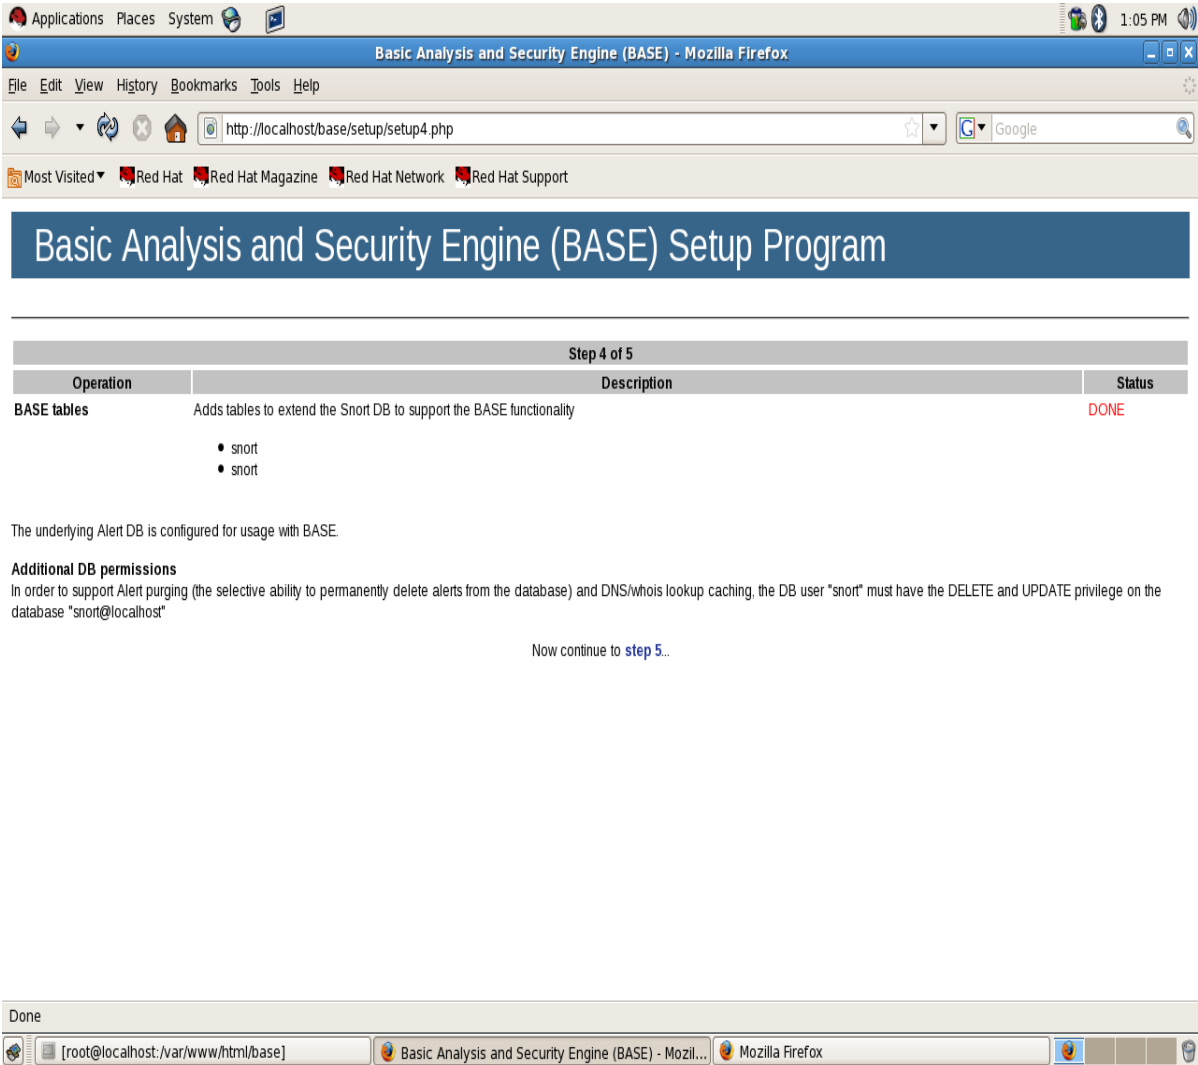 Applications Places System 1:05 PM
Basic Analysis and Security Engine (BASE) - Mozilla Firefox
File Edit View History Bookmarks Tools Help
http://localhost/base/setup/setup4.php G Google
Most Visited Red Hat Red Hat Magazine Red Hat Network Red Hat Support
Basic Analysis and Security Engine (BASE) Setup Program
Step 4 of 5
Operation Description Status
BASE tables Adds tables to extend the Snort DB to support the BASE functionality DONE
• snort
• snort
The underlying Alert DB is configured for usage with BASE.
Additional DB permissions
In order to support Alert purging (the selective ability to permanently delete alerts from the database) and DNS/whois lookup caching, the DB user "snort" must have the DELETE and UPDATE privilege on the
database "snort@localhost"
Now continue to step 5...
Done
[root@localhost:/var/www/html/base] Basic Analysis and Security Engine (BASE) - Mozil... Mozilla Firefox